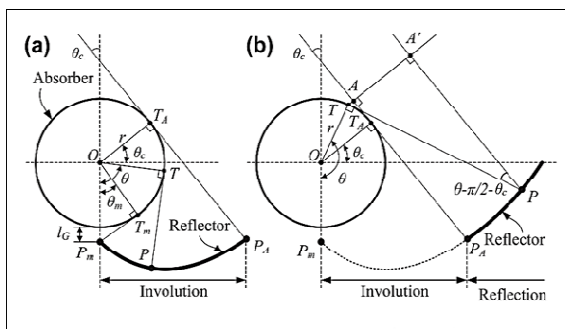 (a)
θc
Absorber
TA
r
θc
O
θ
T
θm
Tm
lG
Reflector
Pm
P
PA
Involution
(b)
θc
A'
A
T
TA
r
θc
O
θ
θ-π/2-θc
P
Reflector
Pm
PA
Involution
Reflection